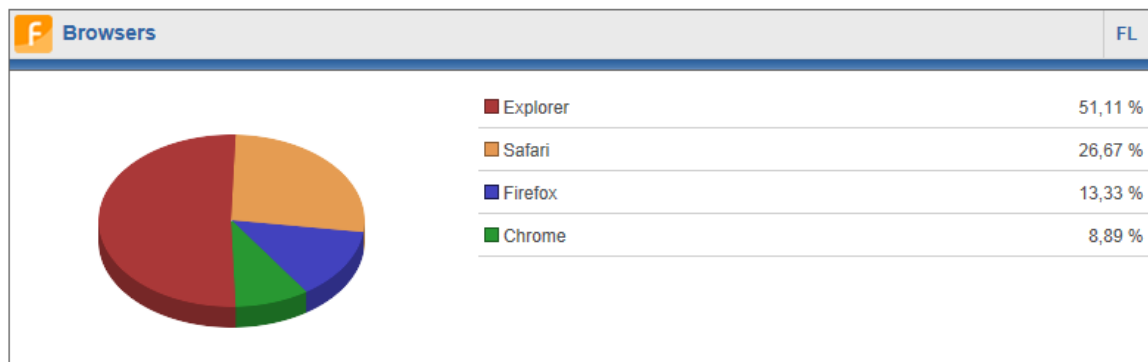 F Browsers FL
Explorer 51,11 %
Safari 26,67 %
Firefox 13,33 %
Chrome 8,89 %